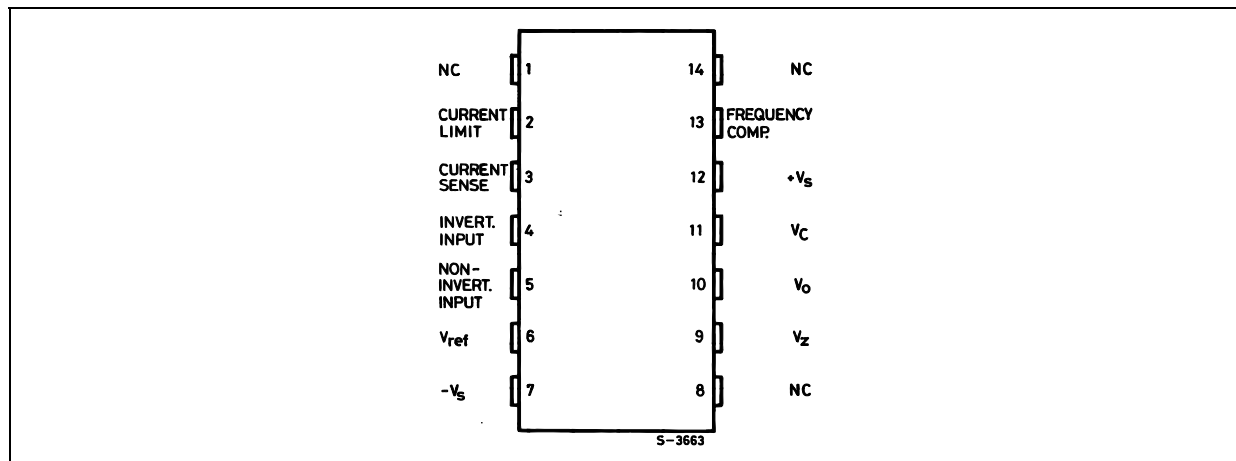 NC 1 14 NC
CURRENT LIMIT 2 13 FREQUENCY COMP.
CURRENT SENSE 3 12 +Vs
INVERT. INPUT 4 11 VC
NON-INVERT. INPUT 5 10 Vo
Vref 6 9 Vz
-Vs 7 8 NC
S-3663